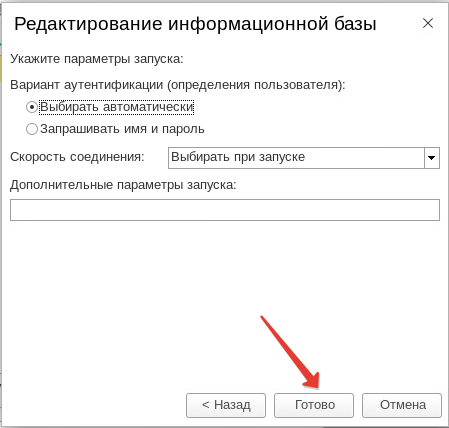 Редактирование информационной базы
Укажите параметры запуска:
Вариант аутентификации (определения пользователя):
Выбирать автоматически
Запрашивать имя и пароль
Скорость соединения: Выбирать при запуске
Дополнительные параметры запуска:
< Назад Готово Отмена